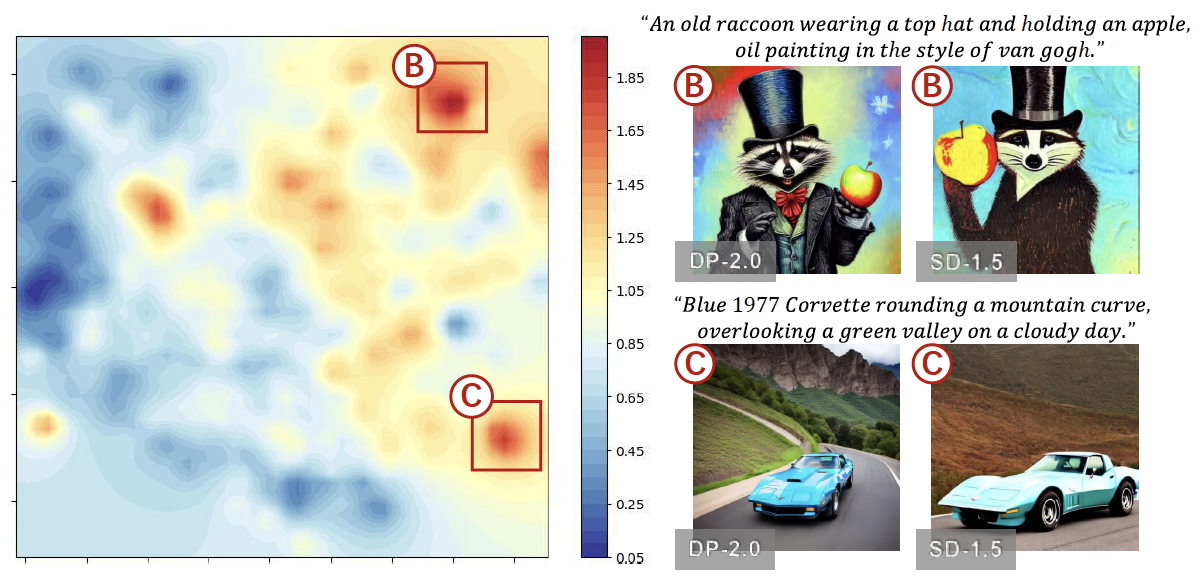 B
C
1.85
1.65
1.45
1.25
1.05
0.85
0.65
0.45
0.25
0.05
“An old raccoon wearing a top hat and holding an apple,
oil painting in the style of van gogh.”
B
B
DP-2.0
SD-1.5
“Blue 1977 Corvette rounding a mountain curve,
overlooking a green valley on a cloudy day.”
C
C
DP-2.0
SD-1.5